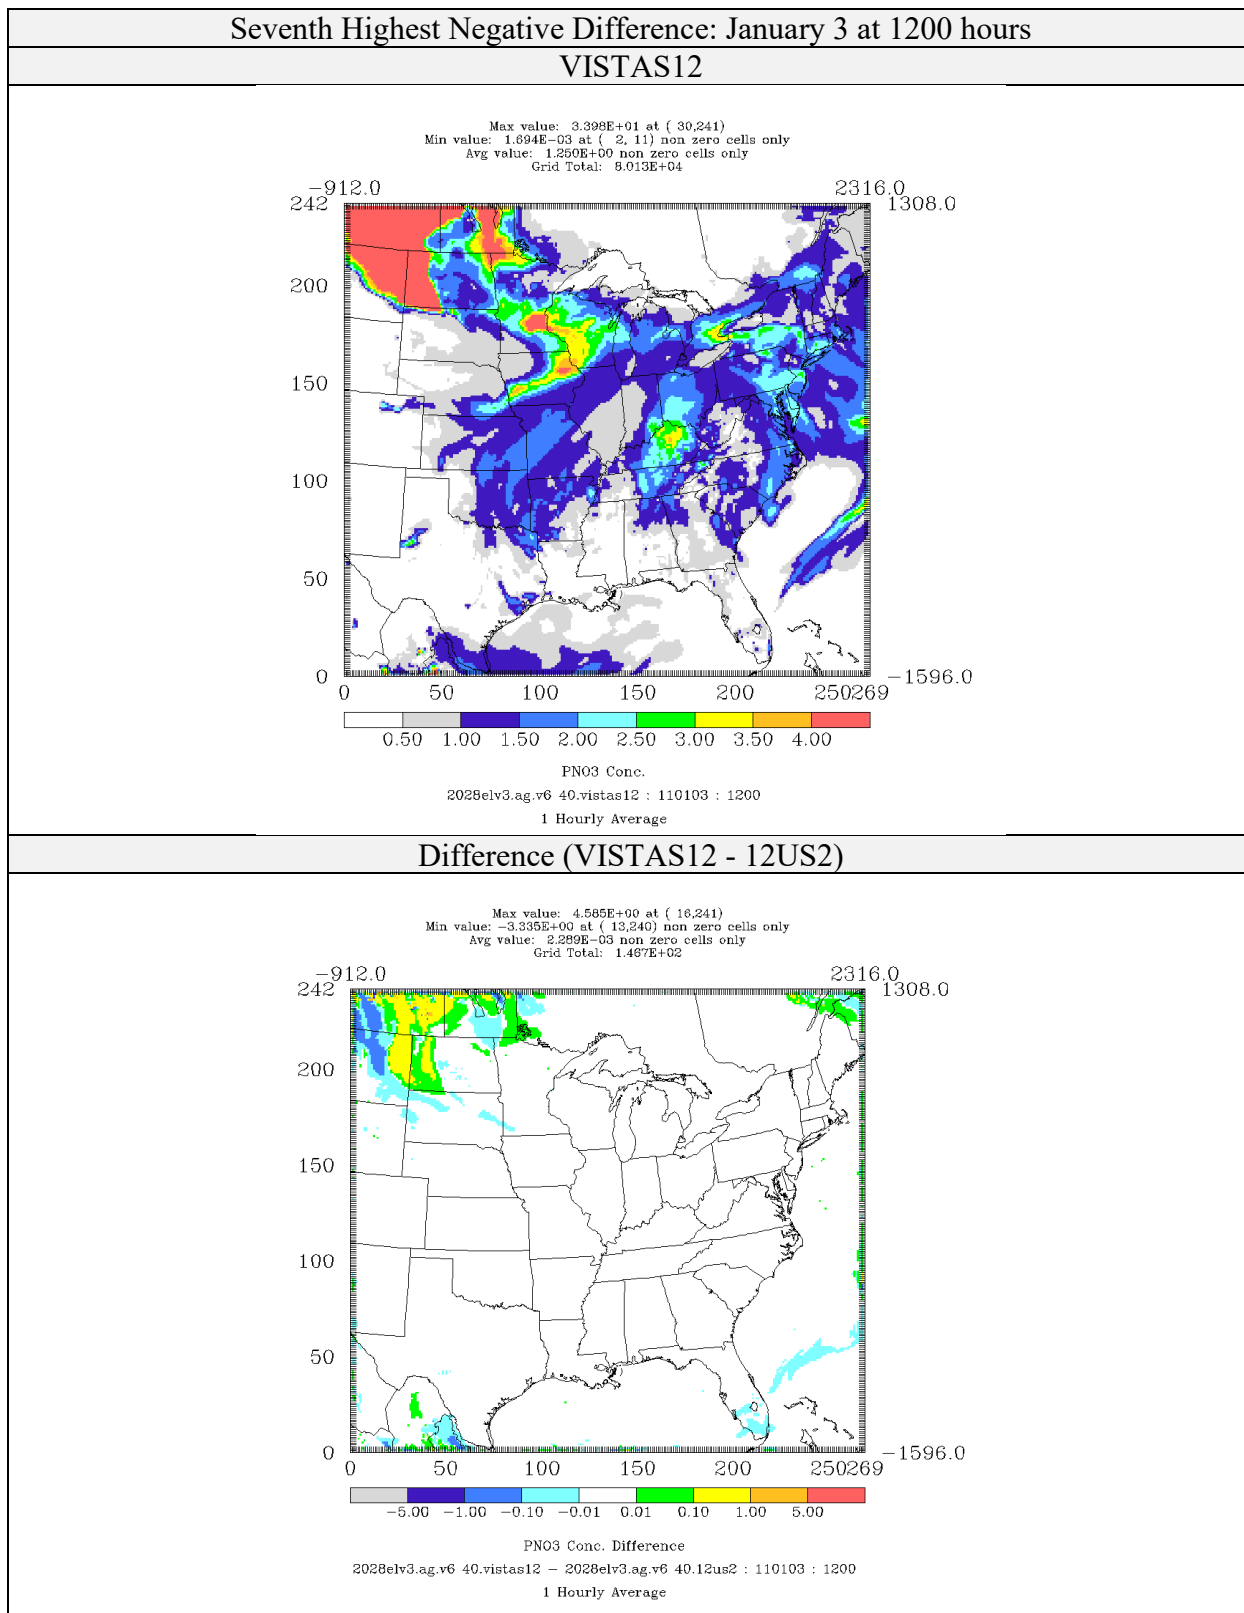 Seventh Highest Negative Difference: January 3 at 1200 hours
VISTAS12
Max value: 3.398E+01 at ( 30,241)
Min value: 1.694E-03 at ( 2, 11) non zero cells only
Avg value: 1.250E+00 non zero cells only
Grid Total: 8.013E+04
-912.0 2316.0
242 1308.0
200
150
100
50
0 -1596.0
0 50 100 150 200 250 269
0.50 1.00 1.50 2.00 2.50 3.00 3.50 4.00
PNO3 Conc.
2028elv3.ag.v6 40.vistas12 : 110103 : 1200
1 Hourly Average
Difference (VISTAS12 - 12US2)
Max value: 4.585E+00 at ( 16,241)
Min value: -3.335E+00 at ( 13,240) non zero cells only
Avg value: 2.289E-03 non zero cells only
Grid Total: 1.467E+02
-912.0 2316.0
242 1308.0
200
150
100
50
0 -1596.0
0 50 100 150 200 250 269
-5.00 -1.00 -0.10 -0.01 0.01 0.10 1.00 5.00
PNO3 Conc. Difference
2028elv3.ag.v6 40.vistas12 - 2028elv3.ag.v6 40.12us2 : 110103 : 1200
1 Hourly Average